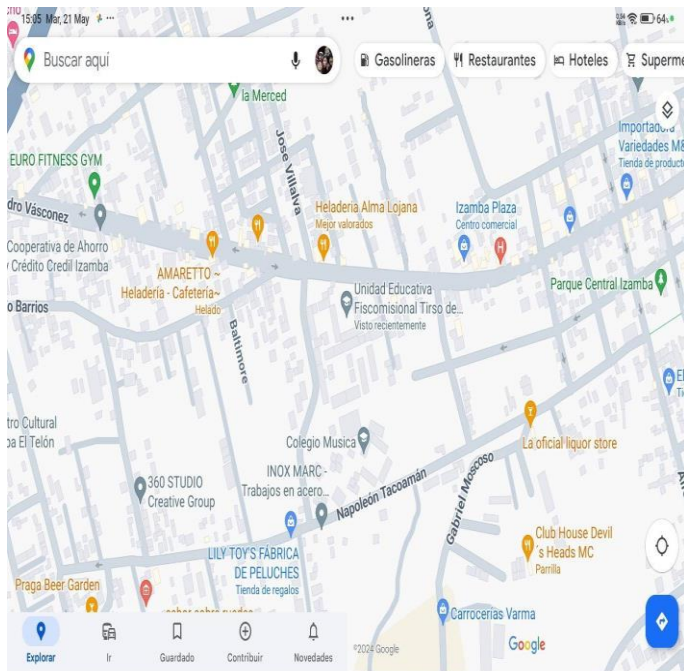 15:05 Mar, 21 May
64
Buscar aquí
Gasolineras
Restaurantes
Hoteles
Superme
la Merced
Jose Villalva
Importadora
Variedades M&
Tienda de producto
EURO FITNESS GYM
dro Vásconez
Heladeria Alma Lojana
Mejor valorados
Izamba Plaza
Centro comercial
H
Cooperativa de Ahorro
y Crédito Credil Izamba
AMARETTO ~
Heladería - Cafetería~
Helado
Unidad Educativa
Fiscomisional Tirso de...
Visto recientemente
Parque Central Izamba
o Barrios
Baltimore
tro Cultural
ba El Telón
Colegio Musica
La oficial liquor store
360 STUDIO
Creative Group
INOX MARC -
Trabajos en acero...
Napoleón Tacoamán
Gabriel Moscoso
LILY TOY'S FÁBRICA
DE PELUCHES
Tienda de regalos
Club House Devil
´s Heads MC
Parrilla
Praga Beer Garden
Carrocerias Varma
Explorar
Ir
Guardado
Contribuir
Novedades
©2024 Google
Google